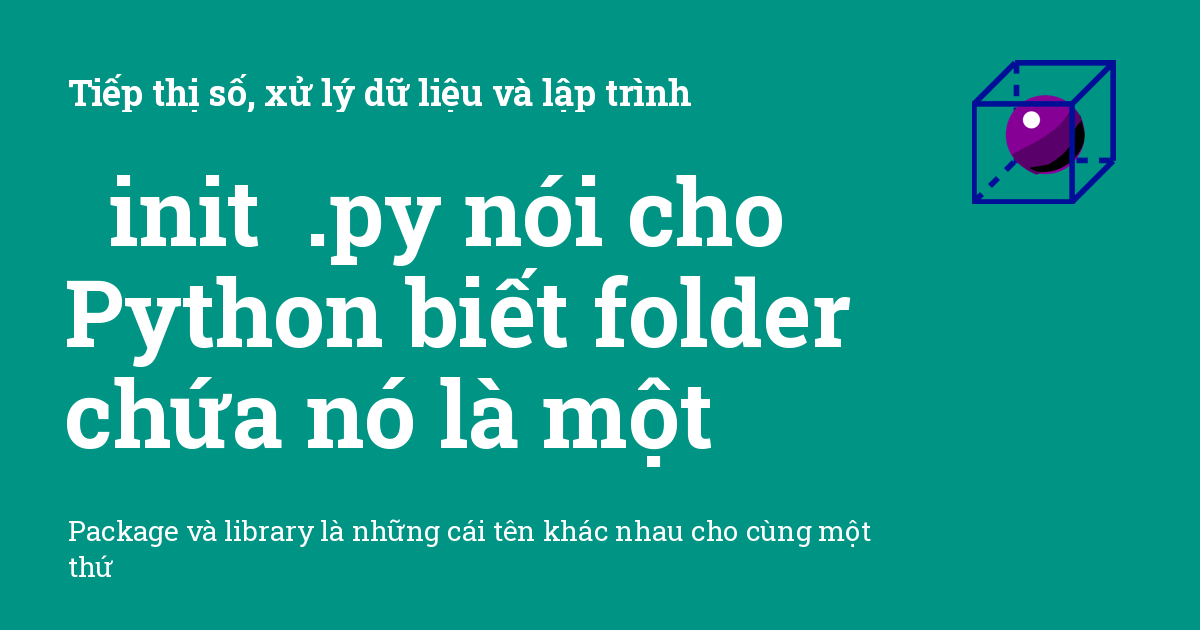 Tiếp thị số, xử lý dữ liệu và lập trình
init .py nói cho
Python biết folder
chứa nó là một
Package và library là những cái tên khác nhau cho cùng một
thứ